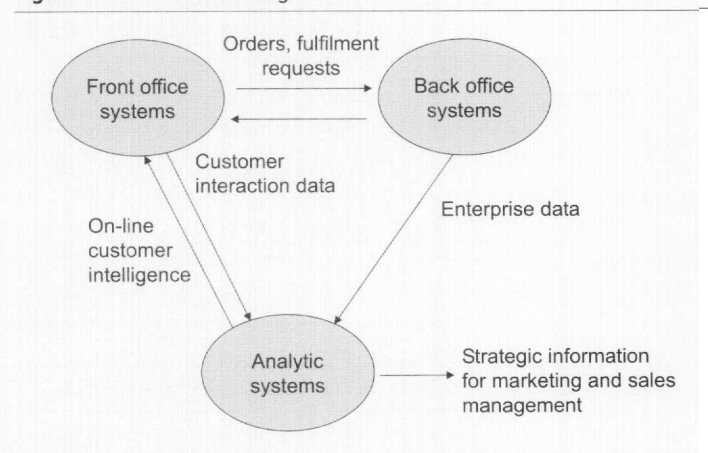 Orders, fulfilment
requests
Front office
systems
Back office
systems
Customer
interaction data
Enterprise data
On-line
customer
intelligence
Analytic
systems
Strategic information
for marketing and sales
management